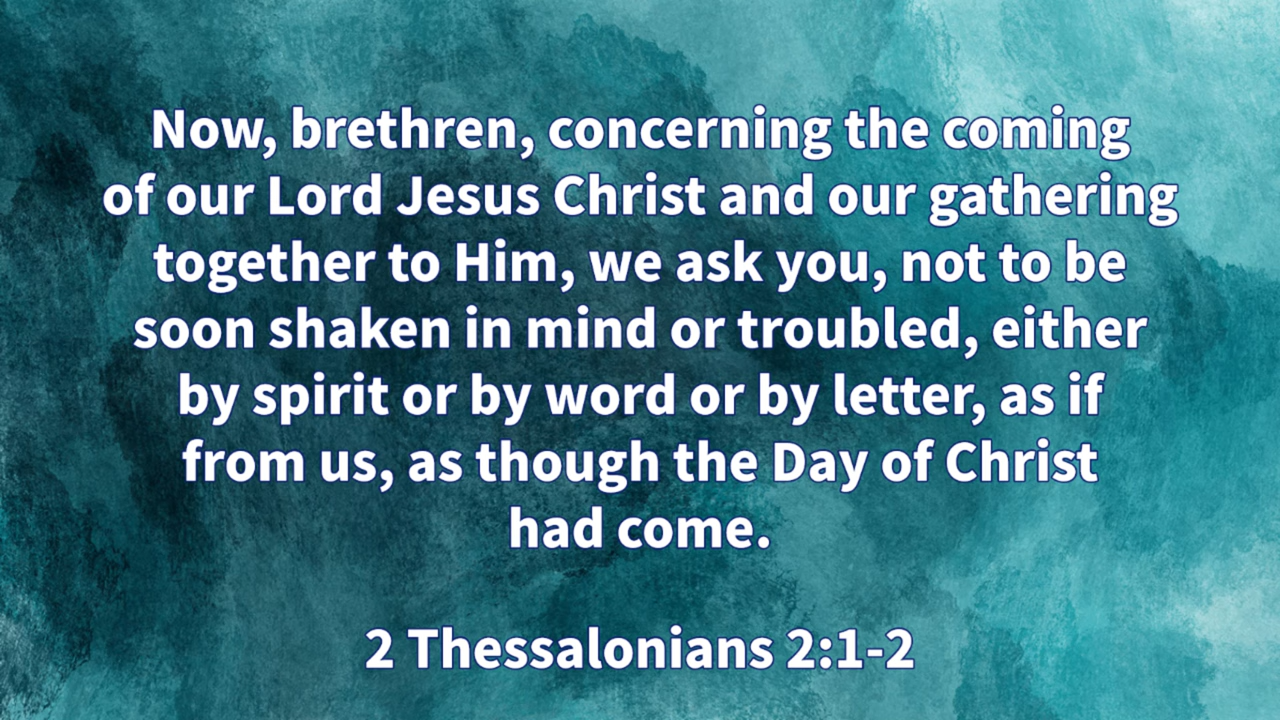 Now, brethren, concerning the coming
of our Lord Jesus Christ and our gathering
together to Him, we ask you, not to be
soon shaken in mind or troubled, either
by spirit or by word or by letter, as if
from us, as though the Day of Christ
had come.
2 Thessalonians 2:1-2